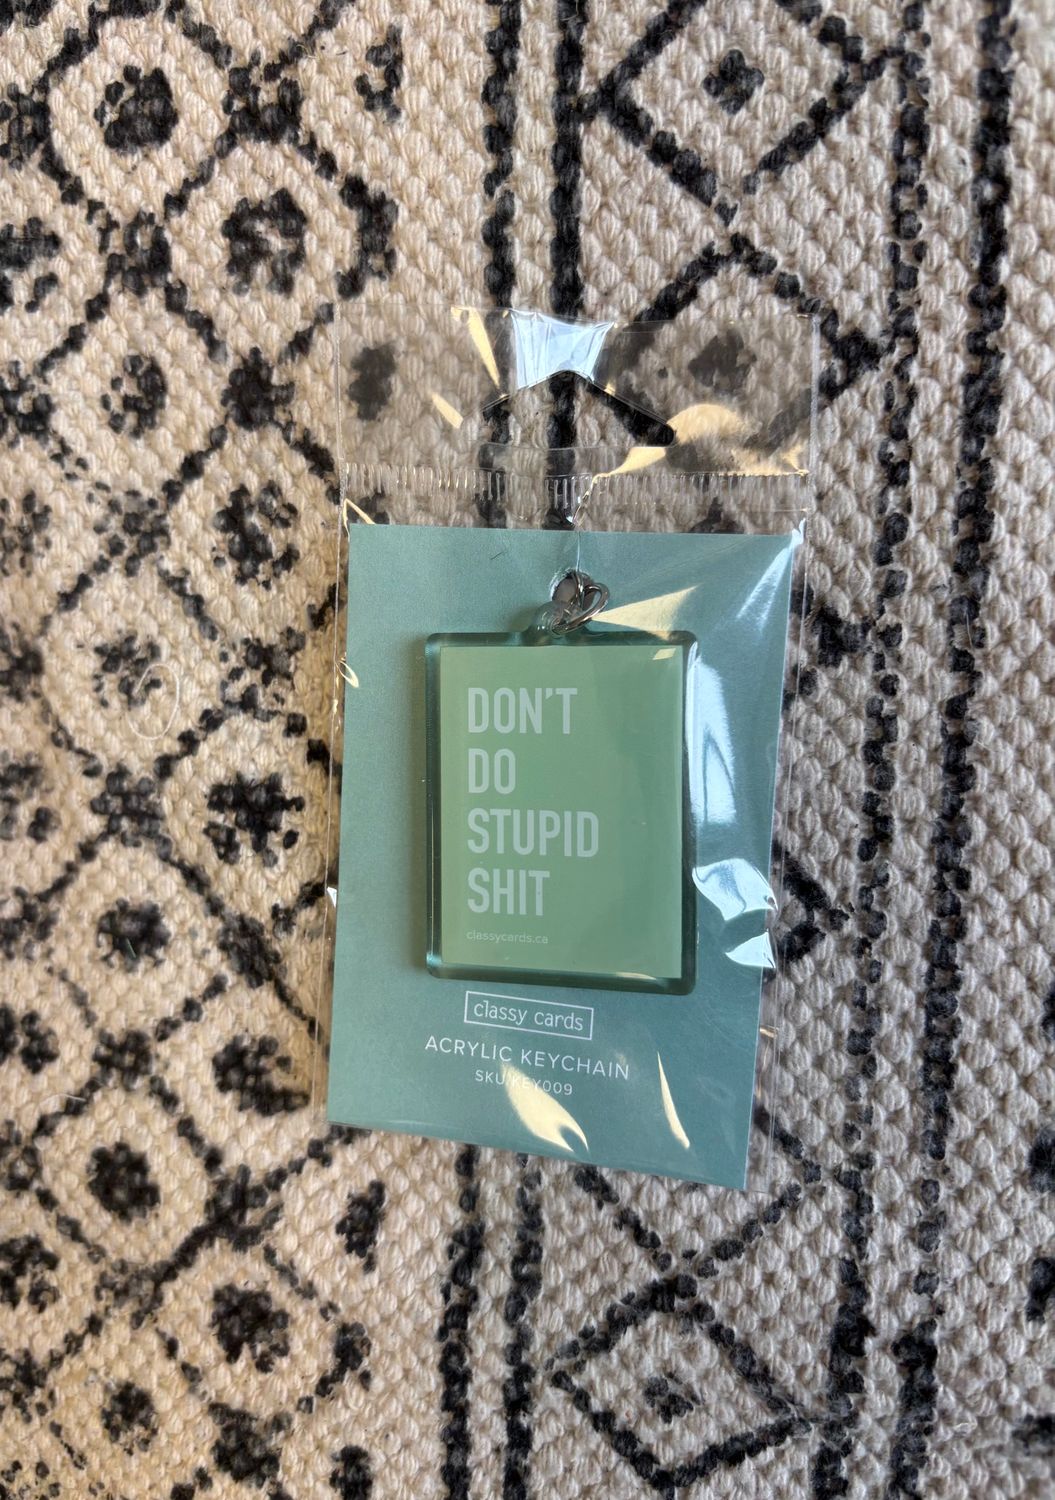 DON'T
DO
STUPID
SHIT
classycards.ca
classy cards
ACRYLIC KEYCHAIN
SKU KEY009